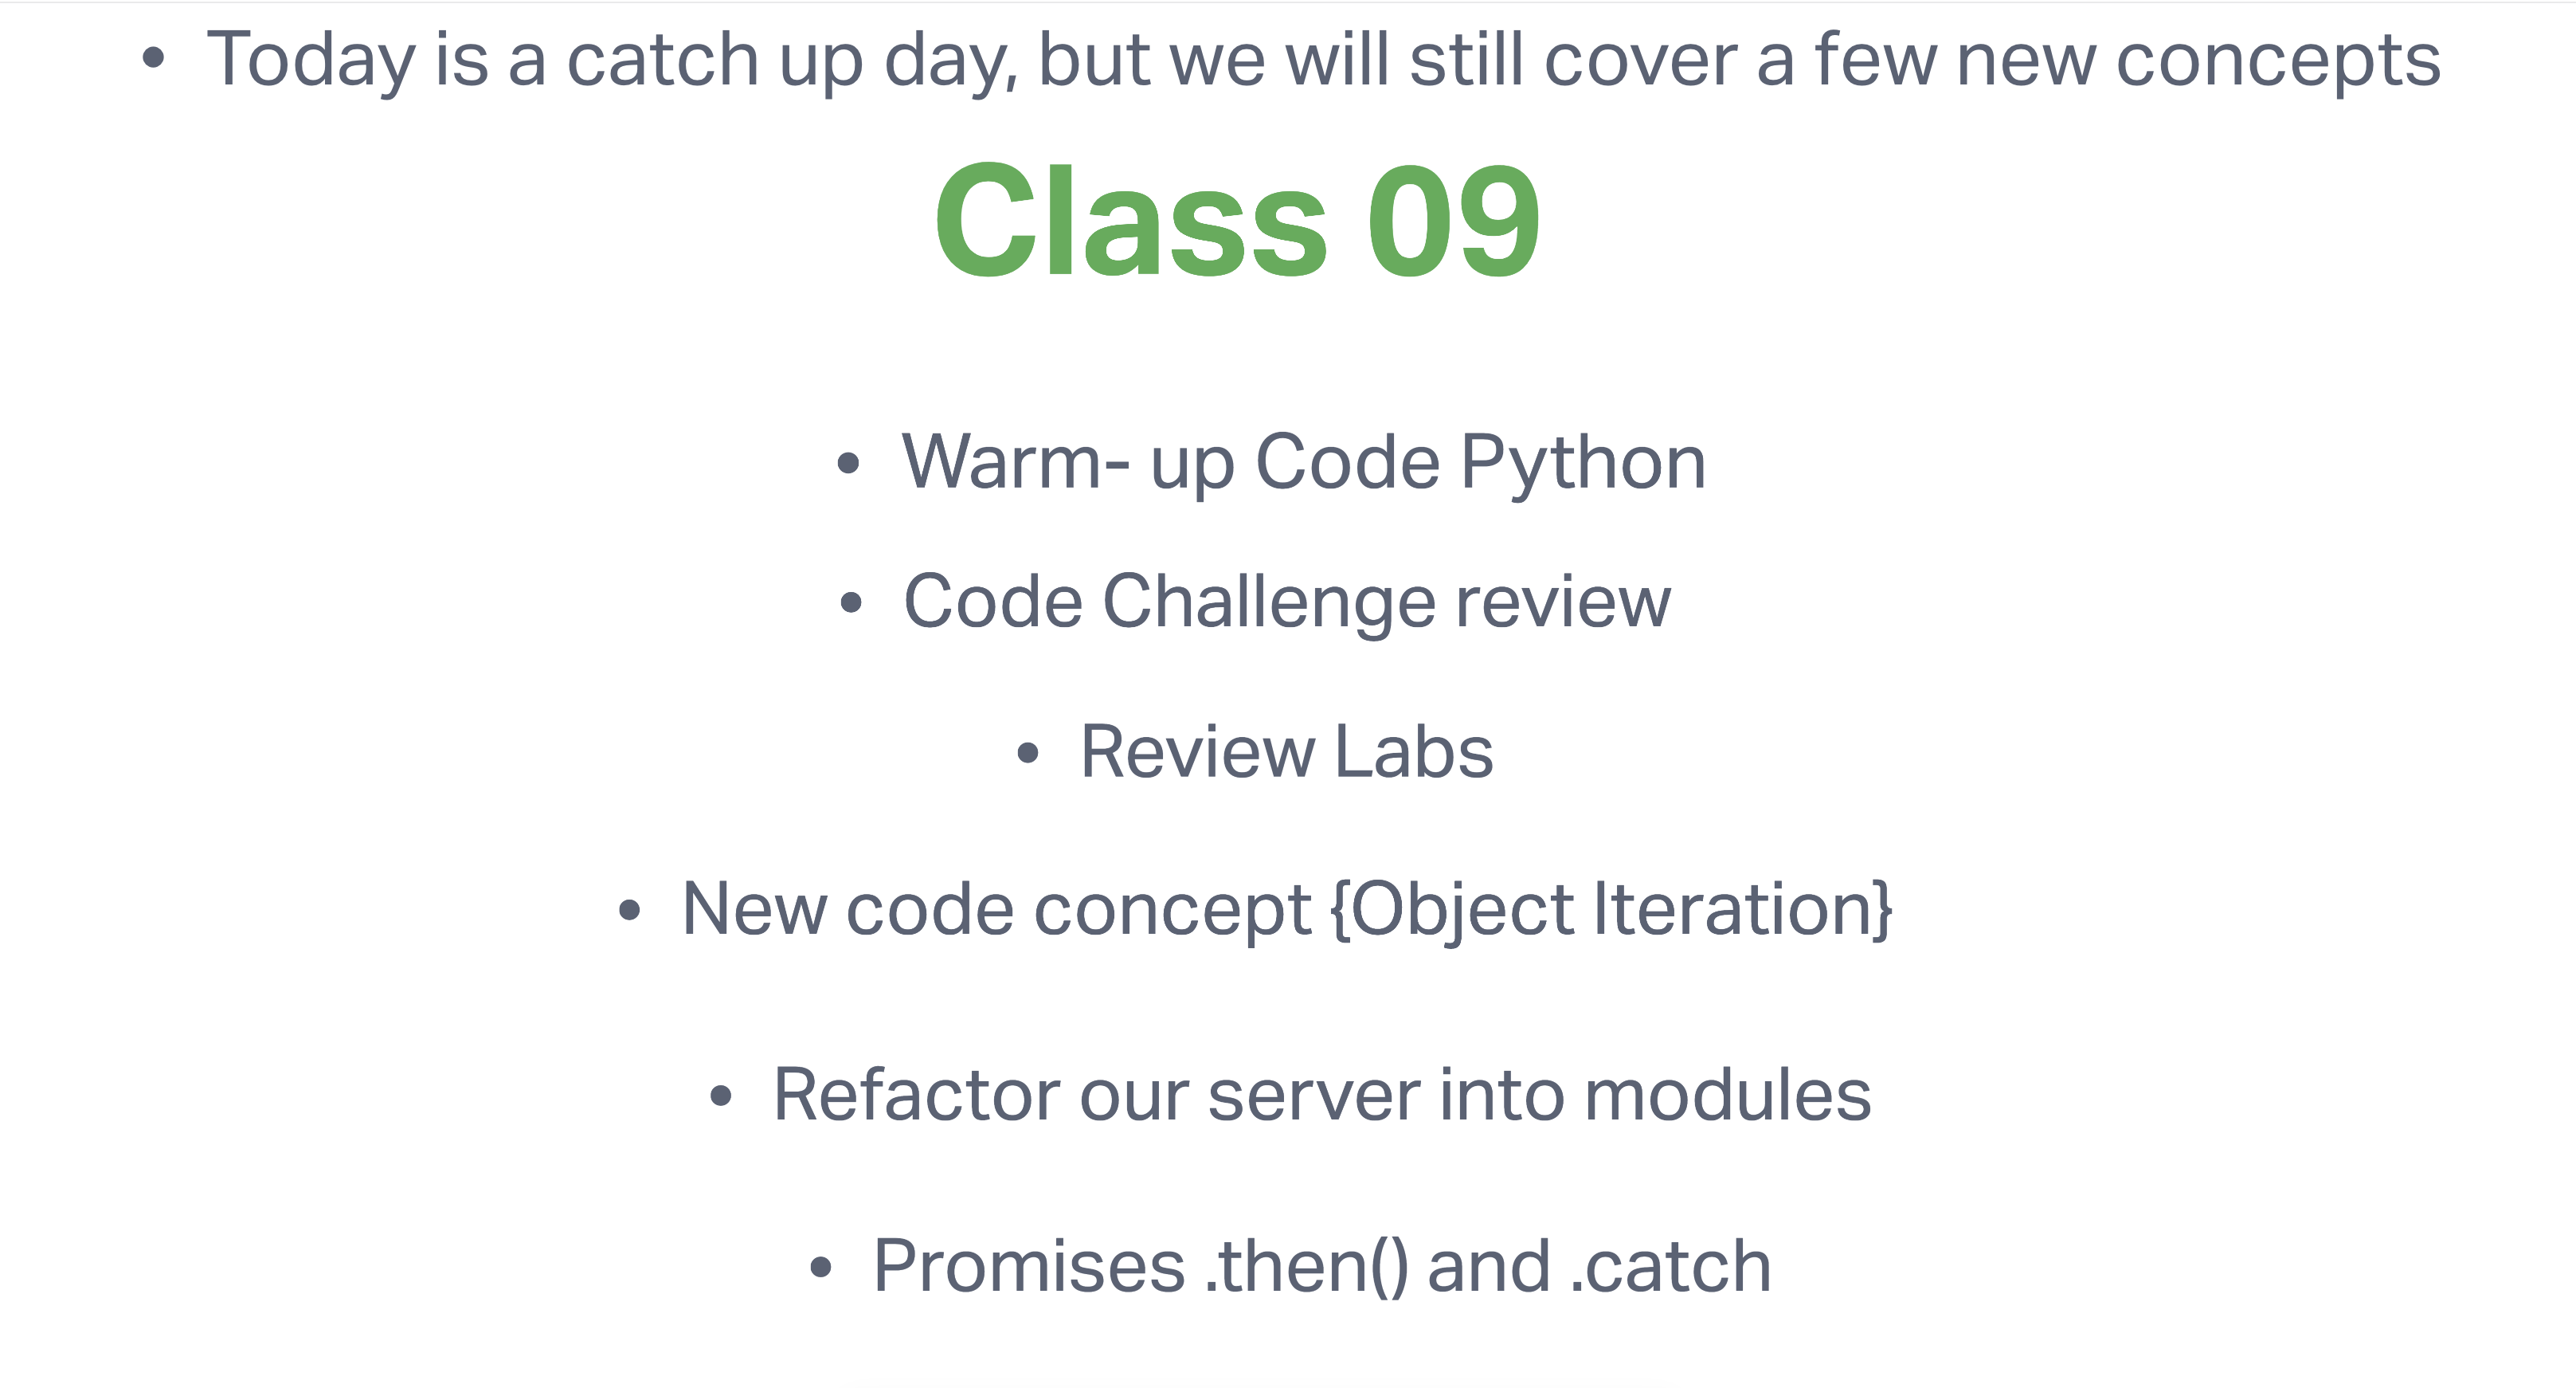 • Today is a catch up day, but we will still cover a few new concepts
Class 09
• Warm- up Code Python
• Code Challenge review
• Review Labs
• New code concept {Object Iteration}
• Refactor our server into modules
• Promises .then() and .catch